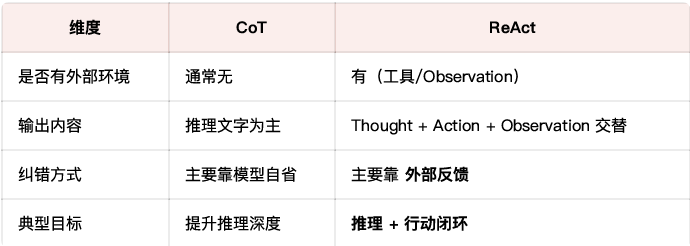 维度 CoT ReAct
是否有外部环境 通常无 有（工具/Observation）
输出内容 推理文字为主 Thought + Action + Observation 交替
纠错方式 主要靠模型自省 主要靠 外部反馈
典型目标 提升推理深度 推理 + 行动闭环